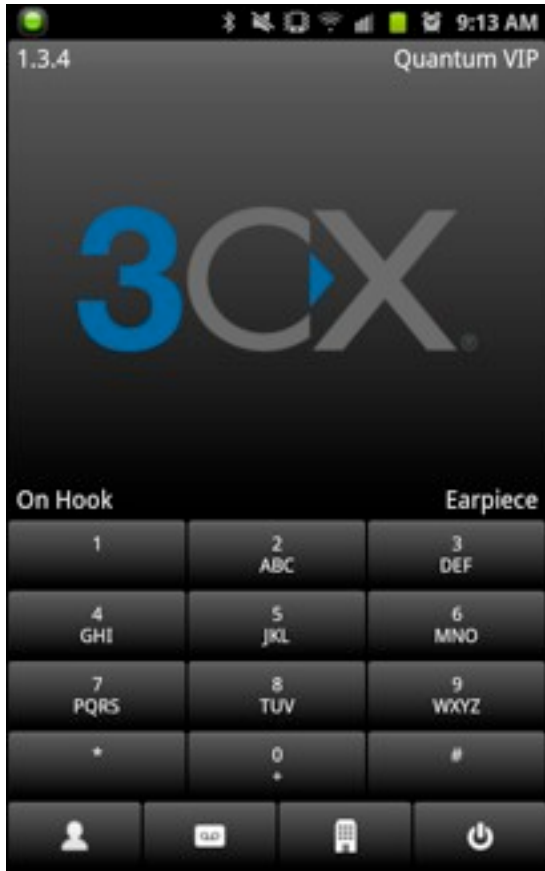 9:13 AM
1.3.4 Quantum VIP
3CX®
On Hook Earpiece
1 2 3
ABC DEF
4 5 6
GHI JKL MNO
7 8 9
PQRS TUV WXYZ
* 0 #
+